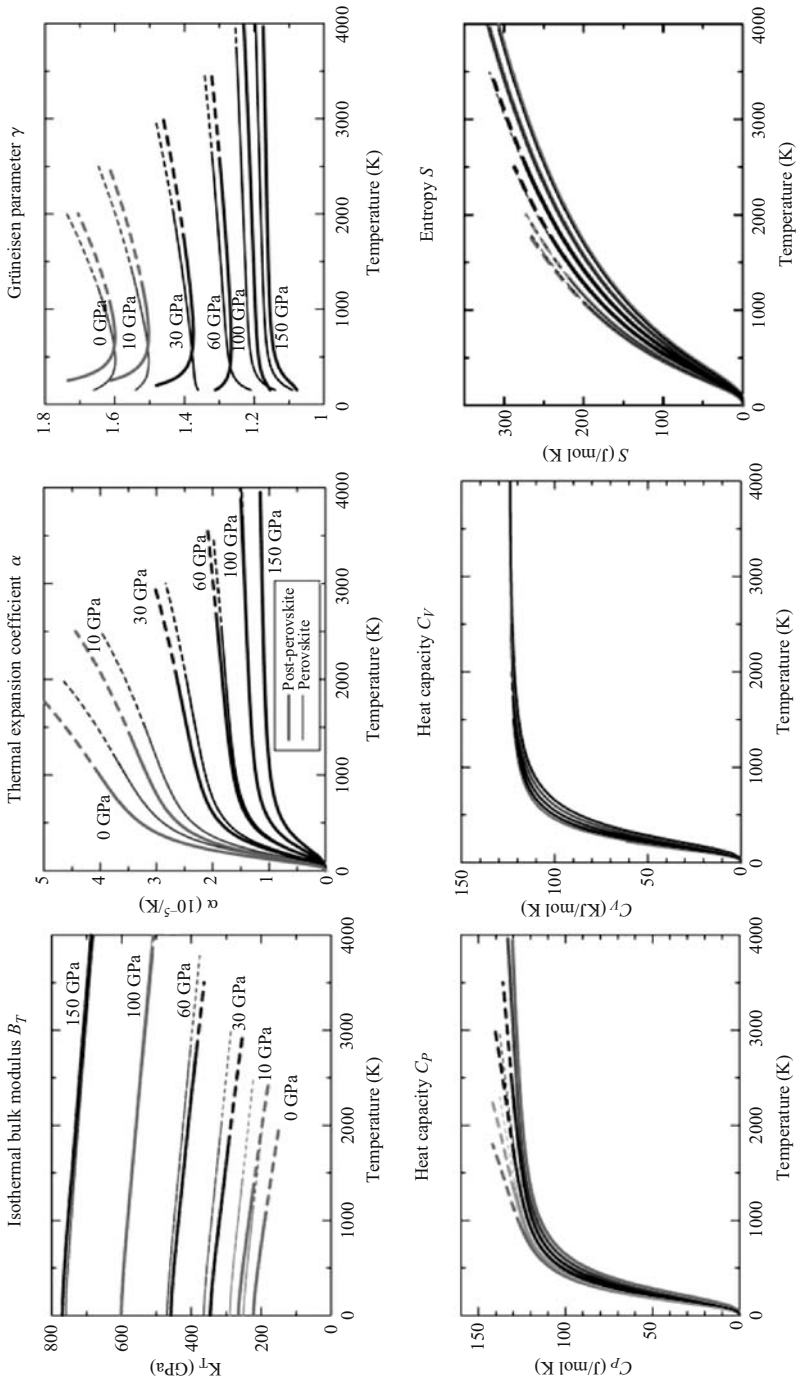 Isothermal bulk modulus B_T
K_T (GPa)
800
600
400
200
150 GPa
100 GPa
60 GPa
30 GPa
10 GPa
0 GPa
0 1000 2000 3000 4000
Temperature (K)
Thermal expansion coefficient α
α (10⁻⁵/K)
5
4
3
2
1
0
0 GPa
10 GPa
30 GPa
60 GPa
100 GPa
150 GPa
Post-perovskite
Perovskite
0 1000 2000 3000 4000
Temperature (K)
Grüneisen parameter γ
1.8
1.6
1.4
1.2
1
0 GPa
10 GPa
30 GPa
60 GPa
100 GPa
150 GPa
0 1000 2000 3000 4000
Temperature (K)
Heat capacity C_P
C_P (J/mol K)
150
100
50
0
0 1000 2000 3000 4000
Temperature (K)
Heat capacity C_V
C_V (KJ/mol K)
150
100
50
0
0 1000 2000 3000 4000
Temperature (K)
Entropy S
S (J/mol K)
300
200
100
0
0 1000 2000 3000 4000
Temperature (K)